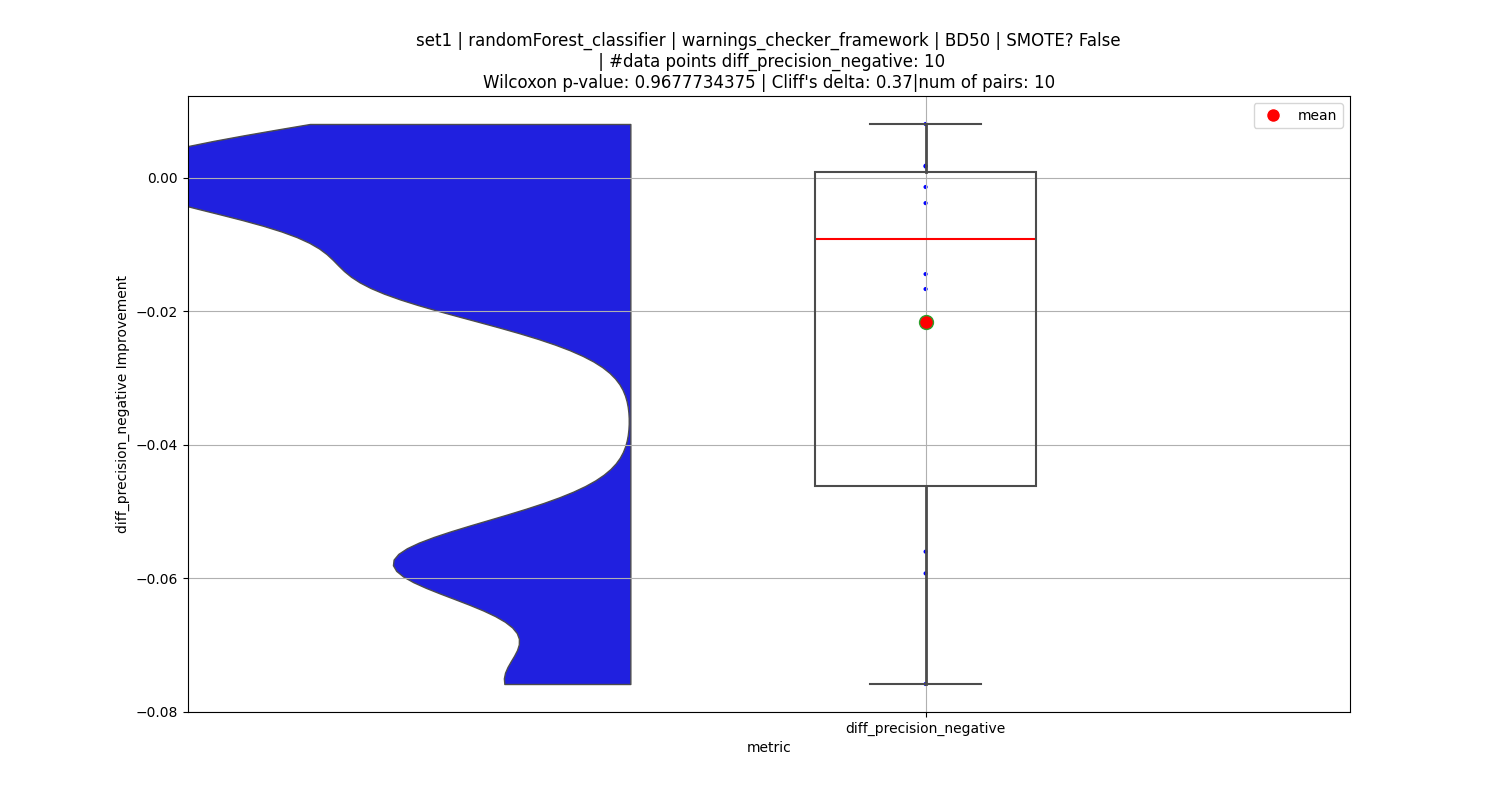 set1 | randomForest_classifier | warnings_checker_framework | BD50 | SMOTE? False
| #data points diff_precision_negative: 10
Wilcoxon p-value: 0.9677734375 | Cliff's delta: 0.37|num of pairs: 10
mean
0.00
−0.02
−0.04
−0.06
−0.08
diff_precision_negative Improvement
diff_precision_negative
metric